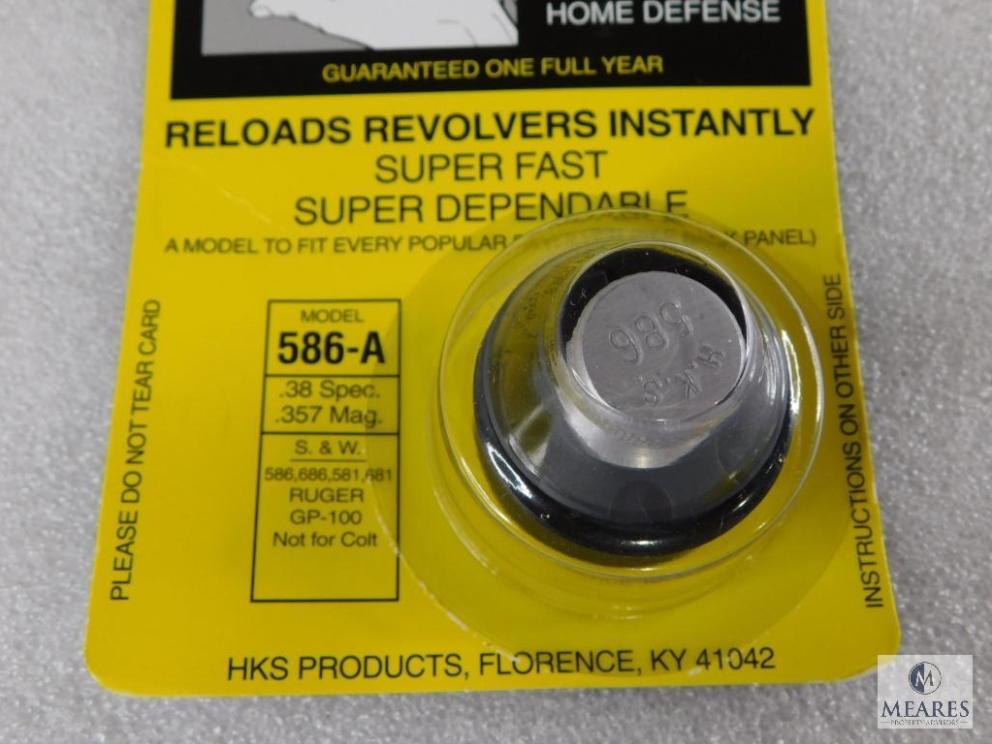 HOME DEFENSE
GUARANTEED ONE FULL YEAR
RELOADS REVOLVERS INSTANTLY
SUPER FAST
SUPER DEPENDABLE
A MODEL TO FIT EVERY POPULAR PANEL)
PLEASE DO NOT TEAR CARD
MODEL
586-A
.38 Spec.
.357 Mag.
S. & W.
586,686,581,681
RUGER
GP-100
Not for Colt
586
H.K.S
INSTRUCTIONS ON OTHER SIDE
HKS PRODUCTS, FLORENCE, KY 41042
M
MEARES
PROPERTY ADVISORS